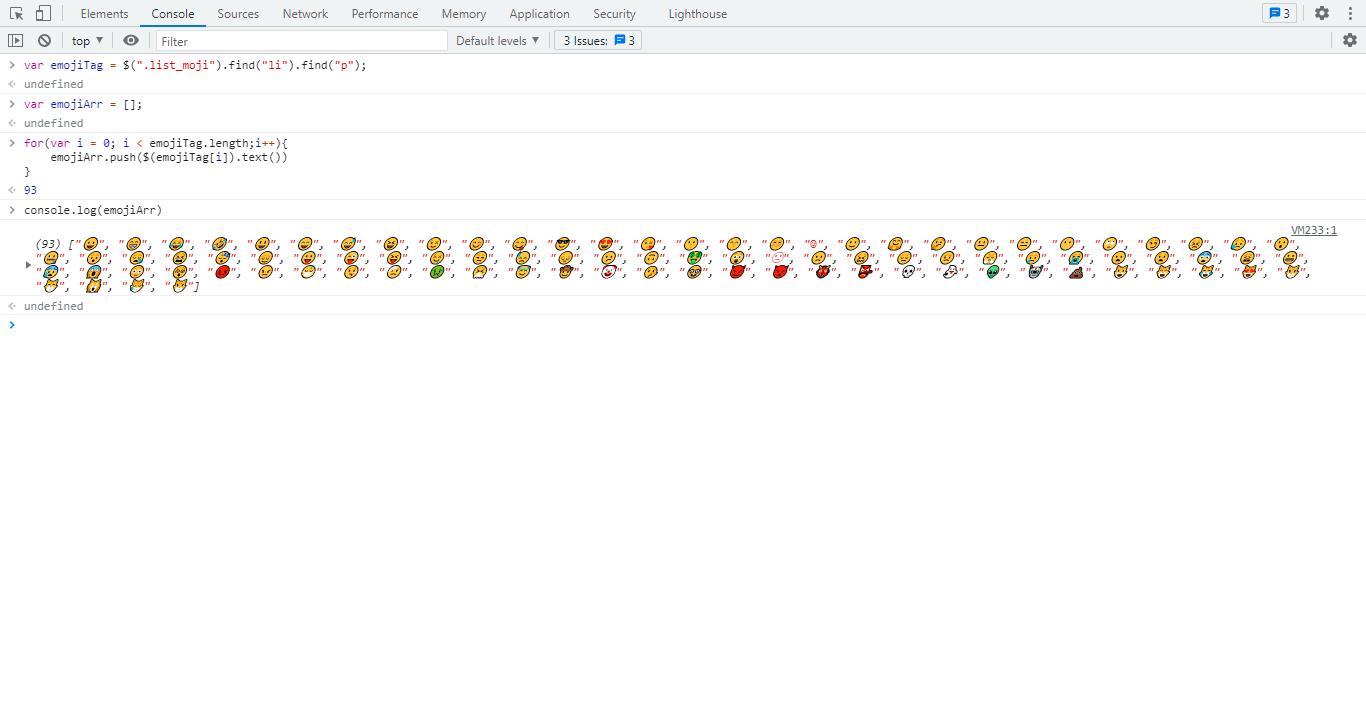 Elements Console Sources Network Performance Memory Application Security Lighthouse 3
top ▼ Filter Default levels ▼ 3 Issues: 3
> var emojiTag = $(".list_moji").find("li").find("p");
undefined
> var emojiArr = [];
undefined
> for(var i = 0; i < emojiTag.length;i++){
emojiArr.push($(emojiTag[i]).text())
}
93
> console.log(emojiArr)
VM233:1
(93) [
]
undefined
>